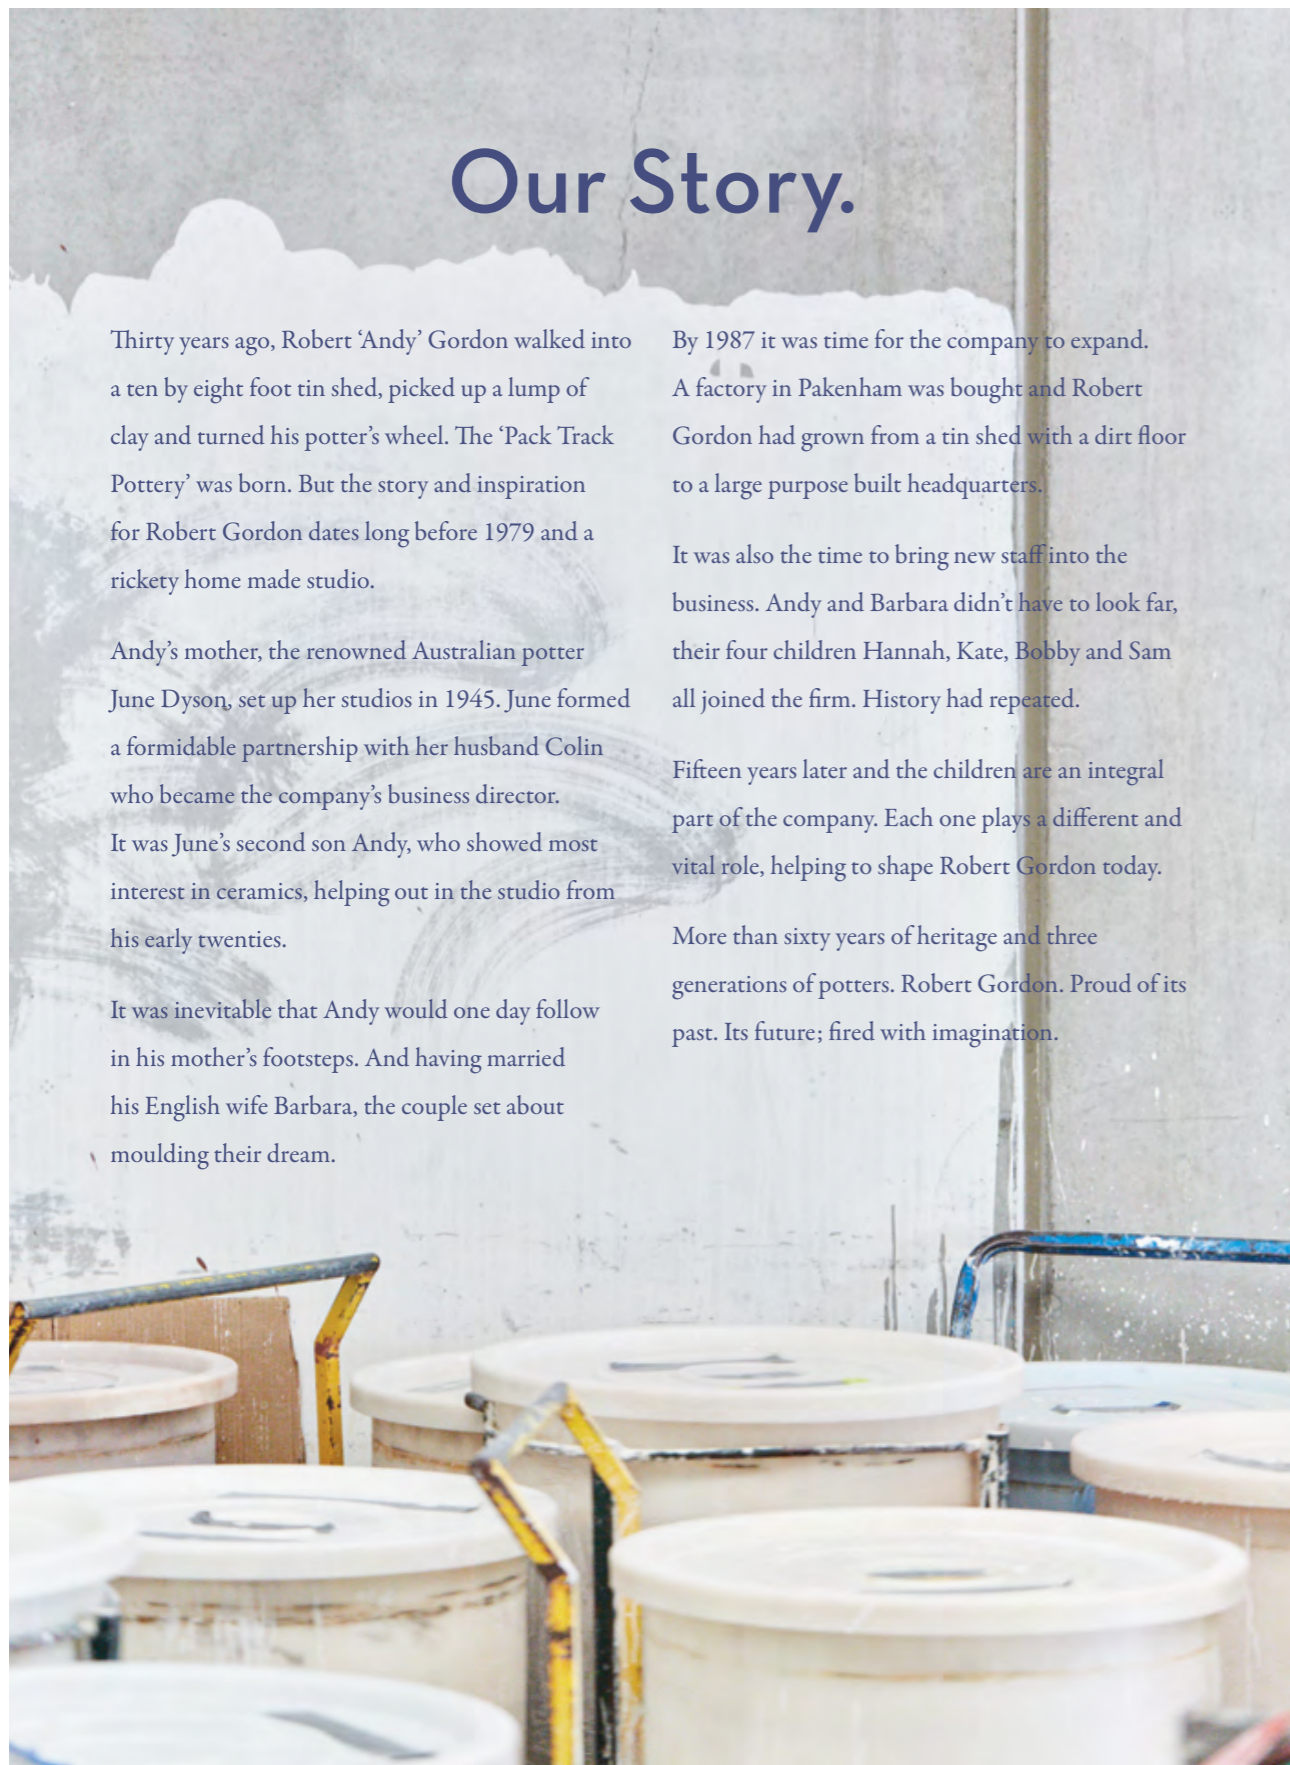 Our Story.
Thirty years ago, Robert ‘Andy’ Gordon walked into
a ten by eight foot tin shed, picked up a lump of
clay and turned his potter’s wheel. The ‘Pack Track
Pottery’ was born. But the story and inspiration
for Robert Gordon dates long before 1979 and a
rickety home made studio.
Andy’s mother, the renowned Australian potter
June Dyson, set up her studios in 1945. June formed
a formidable partnership with her husband Colin
who became the company’s business director.
It was June’s second son Andy, who showed most
interest in ceramics, helping out in the studio from
his early twenties.
It was inevitable that Andy would one day follow
in his mother’s footsteps. And having married
his English wife Barbara, the couple set about
moulding their dream.
By 1987 it was time for the company to expand.
A factory in Pakenham was bought and Robert
Gordon had grown from a tin shed with a dirt floor
to a large purpose built headquarters.
It was also the time to bring new staff into the
business. Andy and Barbara didn’t have to look far,
their four children Hannah, Kate, Bobby and Sam
all joined the firm. History had repeated.
Fifteen years later and the children are an integral
part of the company. Each one plays a different and
vital role, helping to shape Robert Gordon today.
More than sixty years of heritage and three
generations of potters. Robert Gordon. Proud of its
past. Its future; fired with imagination.